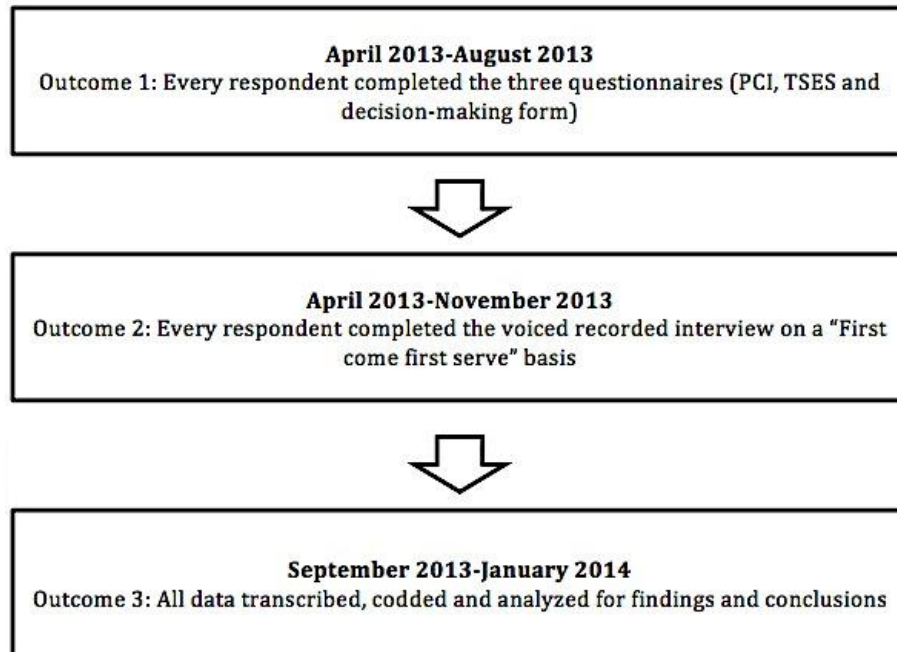 April 2013-August 2013
Outcome 1: Every respondent completed the three questionnaires (PCI, TSES and
decision-making form)
April 2013-November 2013
Outcome 2: Every respondent completed the voiced recorded interview on a “First
come first serve” basis
September 2013-January 2014
Outcome 3: All data transcribed, codded and analyzed for findings and conclusions